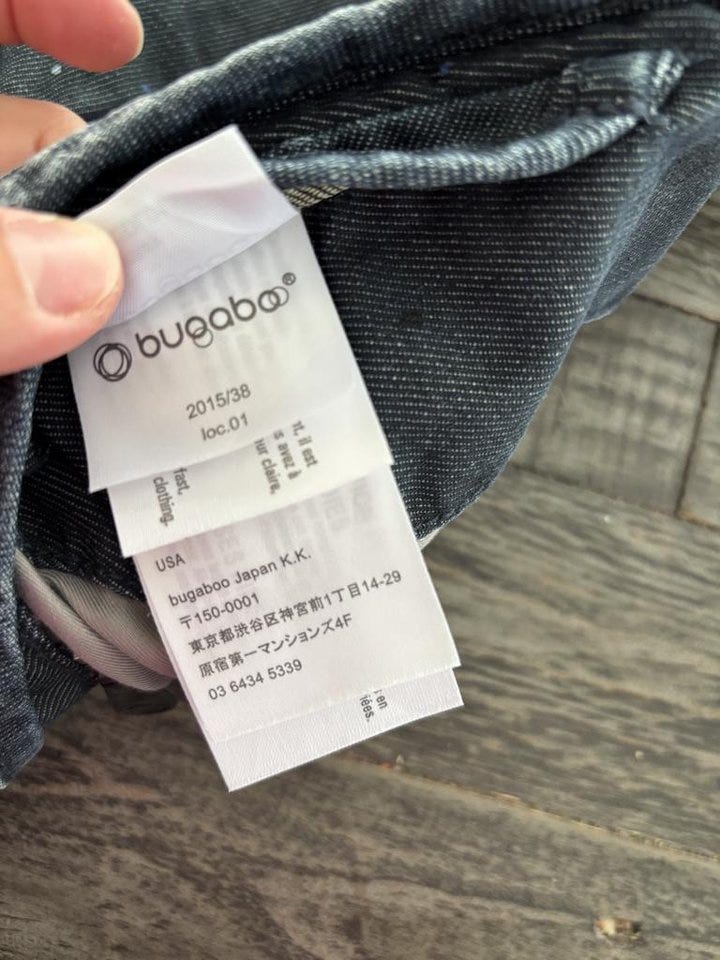 bugaboo®
2015/38
loc.01
nt, il est
s avez à
ur claire,
fast.
clothing.
USA
bugaboo Japan K.K.
〒150-0001
東京都渋谷区神宮前1丁目14-29
原宿第一マンションズ4F
03 6434 5339
en
iées.